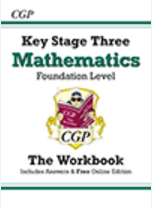 CGP
Key Stage Three
Mathematics
Foundation Level
CGP
The Workbook
Includes Answers & Free Online Edition